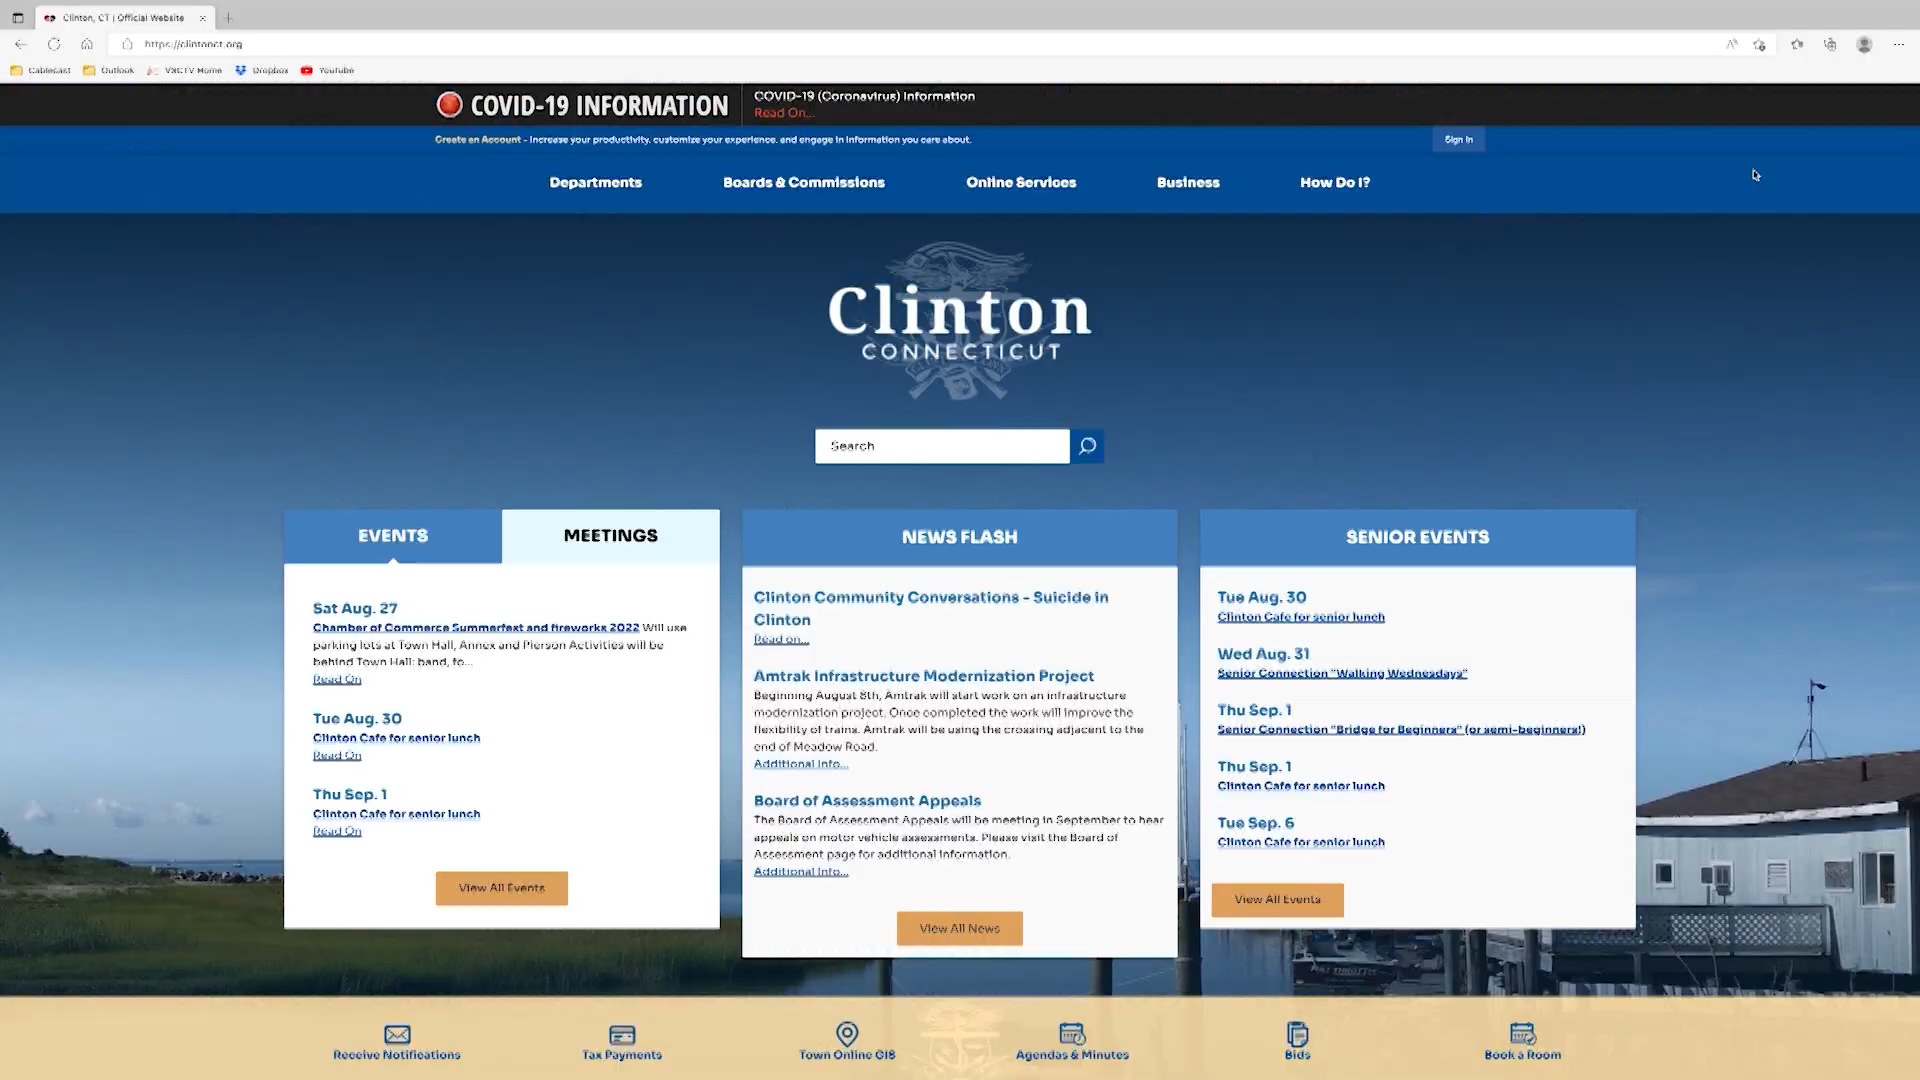 Clinton, CT | Official Website
https://clintonct.org
Cablecast
Outlook
VSCTV Home
Dropbox
YouTube
COVID-19 INFORMATION
COVID-19 (Coronavirus) Information
Read On...
Create an Account - Increase your productivity, customize your experience, and engage in information you care about.
Sign In
Departments
Boards & Commissions
Online Services
Business
How Do I?
Clinton
CONNECTICUT
Search
EVENTS
MEETINGS
Sat Aug. 27
Chamber of Commerce Summerfest and fireworks 2022 Will use
parking lots at Town Hall, Annex and Pierson Activities will be
behind Town Hall: band, fo...
Read On
Tue Aug. 30
Clinton Cafe for senior lunch
Read On
Thu Sep. 1
Clinton Cafe for senior lunch
Read On
View All Events
NEWS FLASH
Clinton Community Conversations - Suicide in
Clinton
Read on...
Amtrak Infrastructure Modernization Project
Beginning August 8th, Amtrak will start work on an infrastructure
modernization project. Once completed the work will improve the
flexibility of trains. Amtrak will be using the crossing adjacent to the
end of Meadow Road.
Additional Info...
Board of Assessment Appeals
The Board of Assessment Appeals will be meeting in September to hear
appeals on motor vehicle assessments. Please visit the Board of
Assessment page for additional information.
Additional Info...
View All News
SENIOR EVENTS
Tue Aug. 30
Clinton Cafe for senior lunch
Wed Aug. 31
Senior Connection "Walking Wednesdays"
Thu Sep. 1
Senior Connection "Bridge for Beginners" (or semi-beginners!)
Thu Sep. 1
Clinton Cafe for senior lunch
Tue Sep. 6
Clinton Cafe for senior lunch
View All Events
Receive Notifications
Tax Payments
Town Online GIS
Agendas & Minutes
Bids
Book a Room